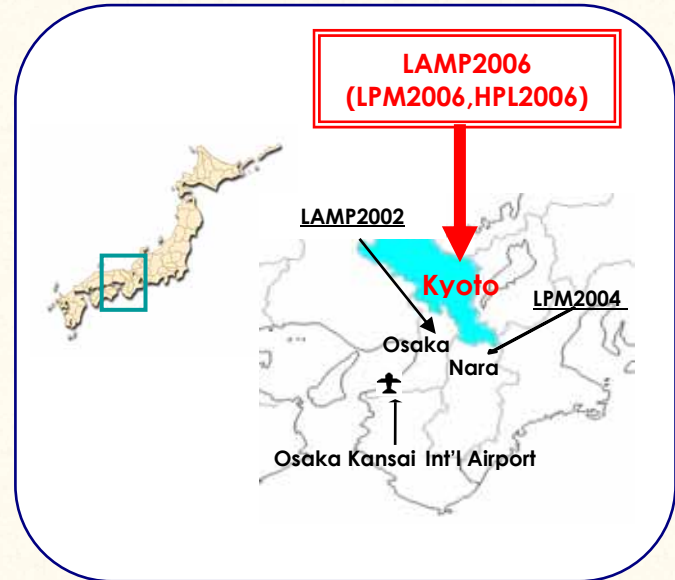 LAMP2006
(LPM2006,HPL2006)
LAMP2002
Kyoto
LPM2004
Osaka
Nara
Osaka Kansai Int'l Airport